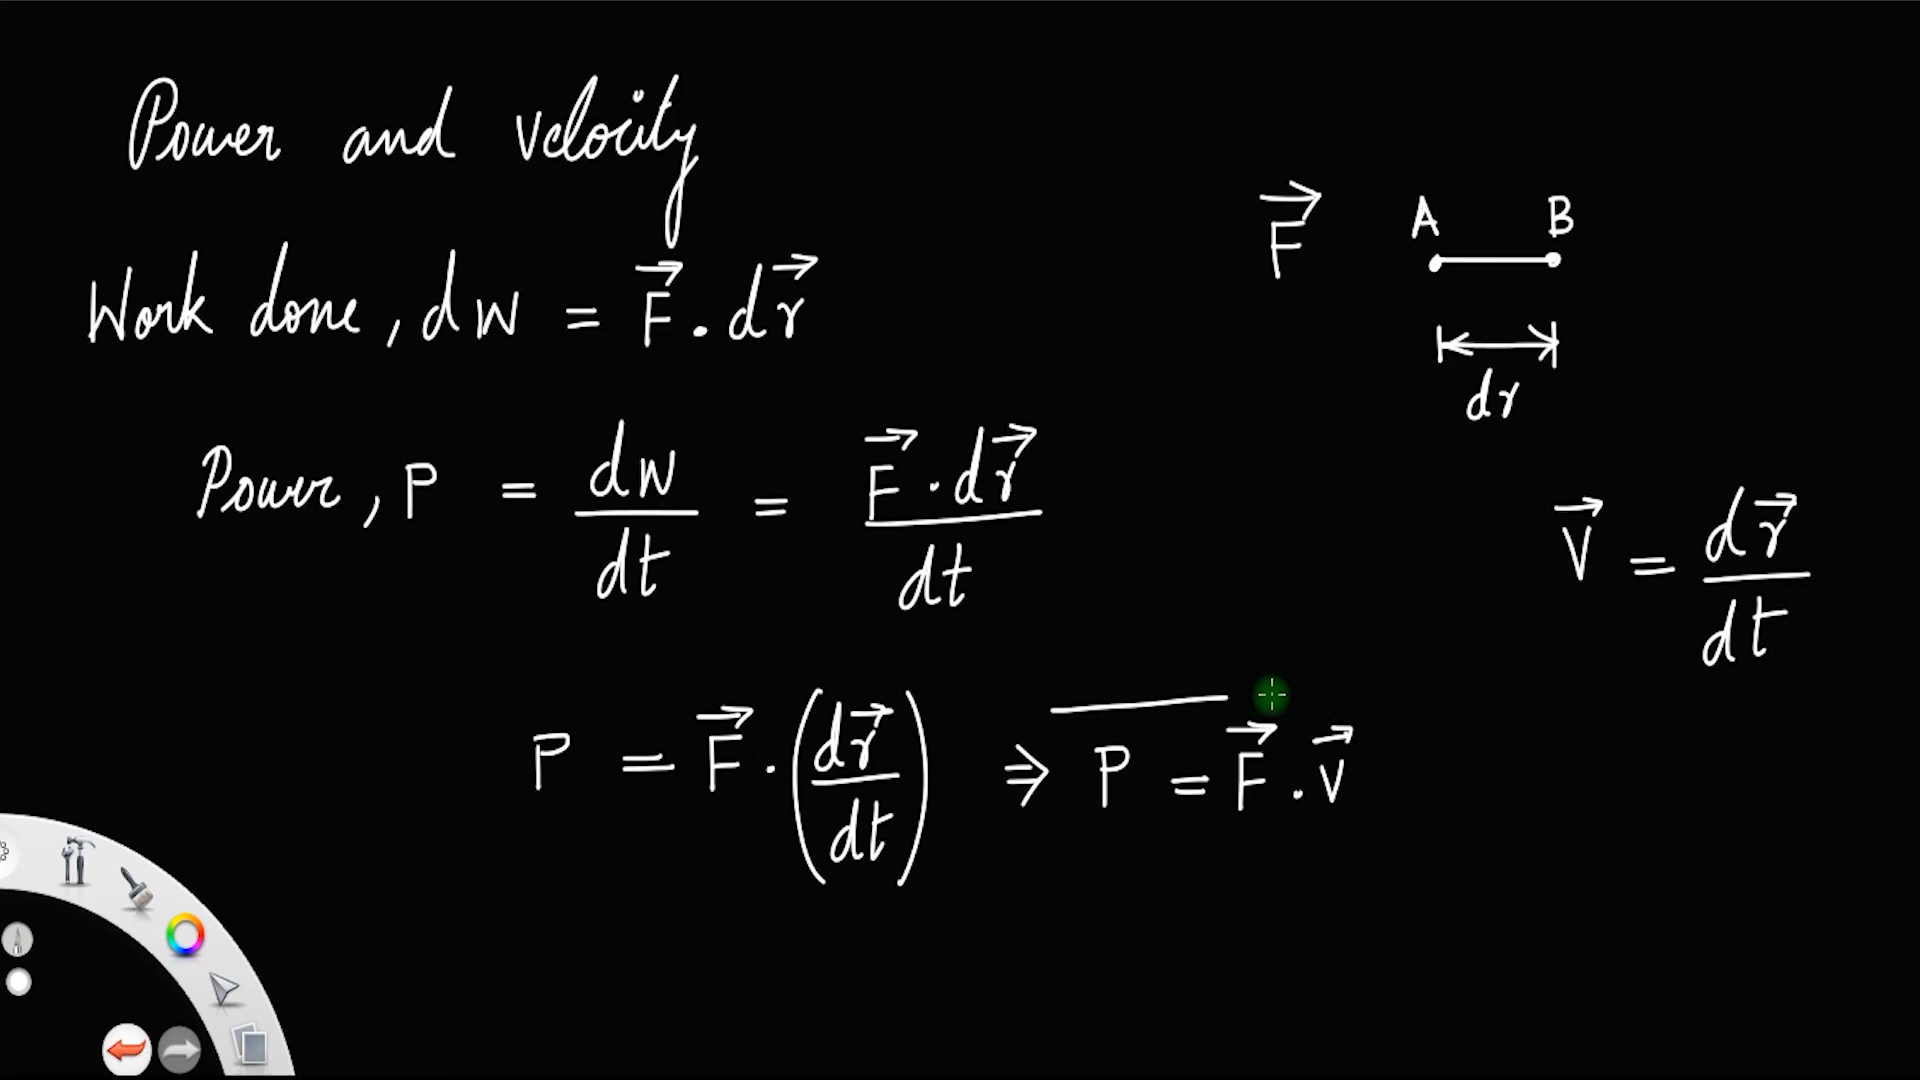 Power and velocity
Work done, dW = F⃗ . dr⃗
F⃗ A B
dr
Power, P = dW/dt = F⃗ . dr⃗/dt
V⃗ = dr⃗/dt
P = F⃗ . (dr⃗/dt) ⇒ P = F⃗ . V⃗